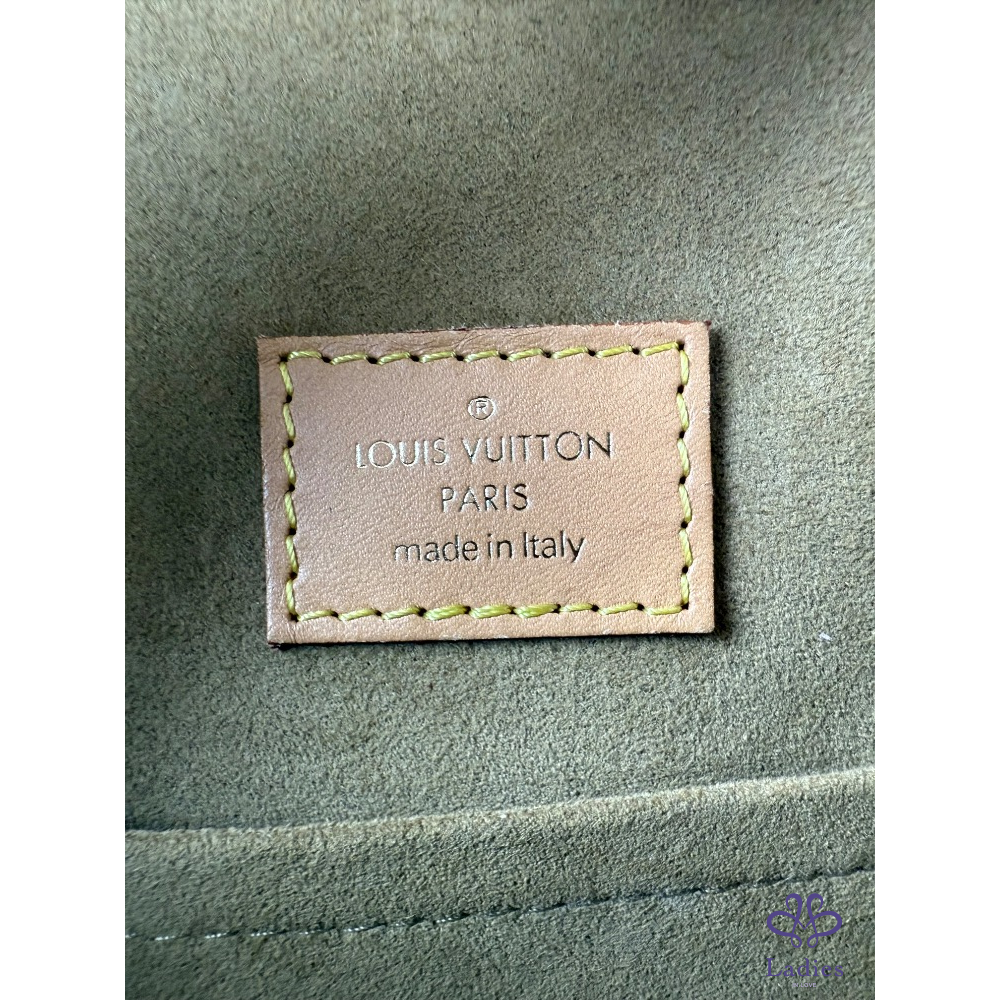 ®
LOUIS VUITTON
PARIS
made in Italy
Ladies